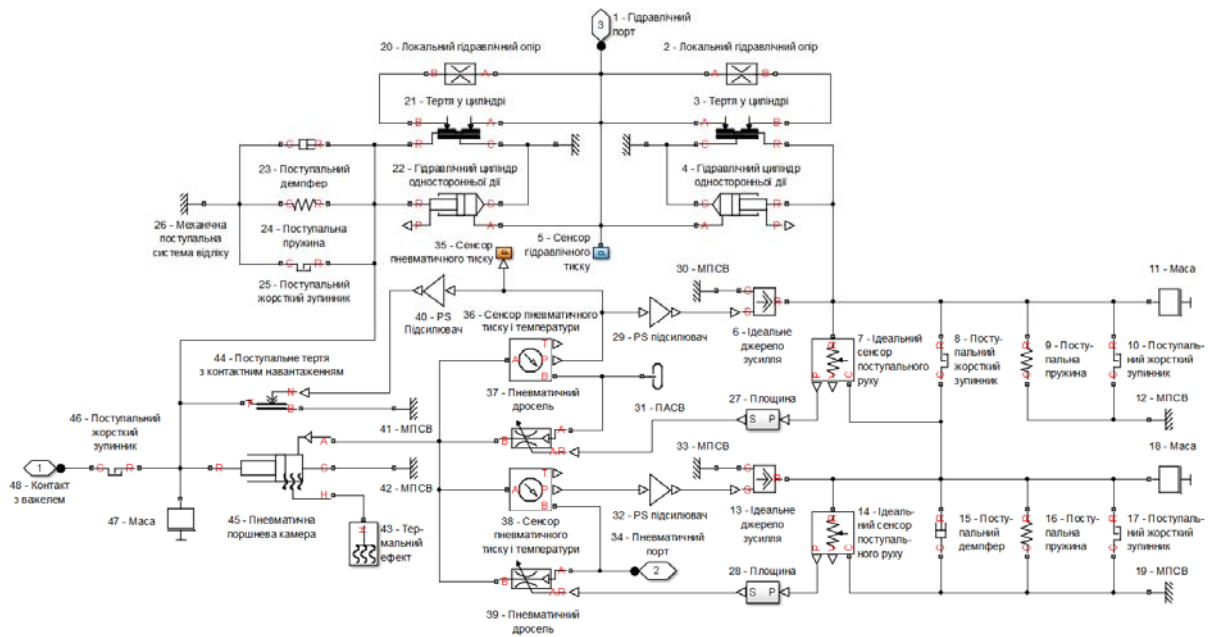 3
1 - Гідравлічний
порт
20 - Локальний гідравлічний опір
2 - Локальний гідравлічний опір
B
A
A
B
21 - Тертя у циліндрі
3 - Тертя у циліндрі
B
A
A
B
R
C
C
R
C
R
23 - Поступальний
демпфер
22 - Гідравлічний циліндр
односторонньої дії
4 - Гідравлічний циліндр
односторонньої дії
R
C
C
R
P
A
A
P
C
R
26 - Механічна
поступальна
система відліку
24 - Поступальна
пружина
35 - Сенсор
пневматичного тиску
5 - Сенсор
гідравлічного
тиску
C
R
25 - Поступальний
жорсткий зупинник
30 - МПСВ
11 - Маса
C
R
S
40 - PS
Підсилювач
36 - Сенсор пневматичного
тиску і температури
29 - PS підсилювач
6 - Ідеальне
джерело
зусилля
7 - Ідеальний
сенсор
поступального
руху
8 - Посту-
пальний
жорсткий
зупинник
9 - Посту-
пальна
пружина
10 - Поступаль-
ний жорсткий
зупинник
44 - Поступальне тертя
з контактним навантаженням
A
T
P
B
R
P
V
C
R
C
R
C
R
C
N
T
B
37 - Пневматичний
дросель
31 - ПАСВ
27 - Площина
S P
12 - МПСВ
46 - Поступальний
жорсткий
зупинник
41 - МПСВ
B
A
AR
33 - МПСВ
18 - Маса
1
C
R
R
A
C
H
A
T
P
B
C
R
S
48 - Контакт
з важелем
42 - МПСВ
32 - PS підсилювач
13 - Ідеальне
джерело
зусилля
14 - Ідеаль-
ний сенсор
поступаль-
ного руху
15 - Посту-
пальний
демпфер
16 - Посту-
пальна
пружина
17 - Поступаль-
ний жорсткий
зупинник
47 - Маса
45 - Пневматична
поршнева камера
H
43 - Тер-
мальний
ефект
38 - Сенсор
пневматичного
тиску і температури
34 - Пневматичний
порт
R
P
V
C
R
C
R
C
R
C
2
28 - Площина
S P
19 - МПСВ
B
A
AR
39 - Пневматичний
дросель